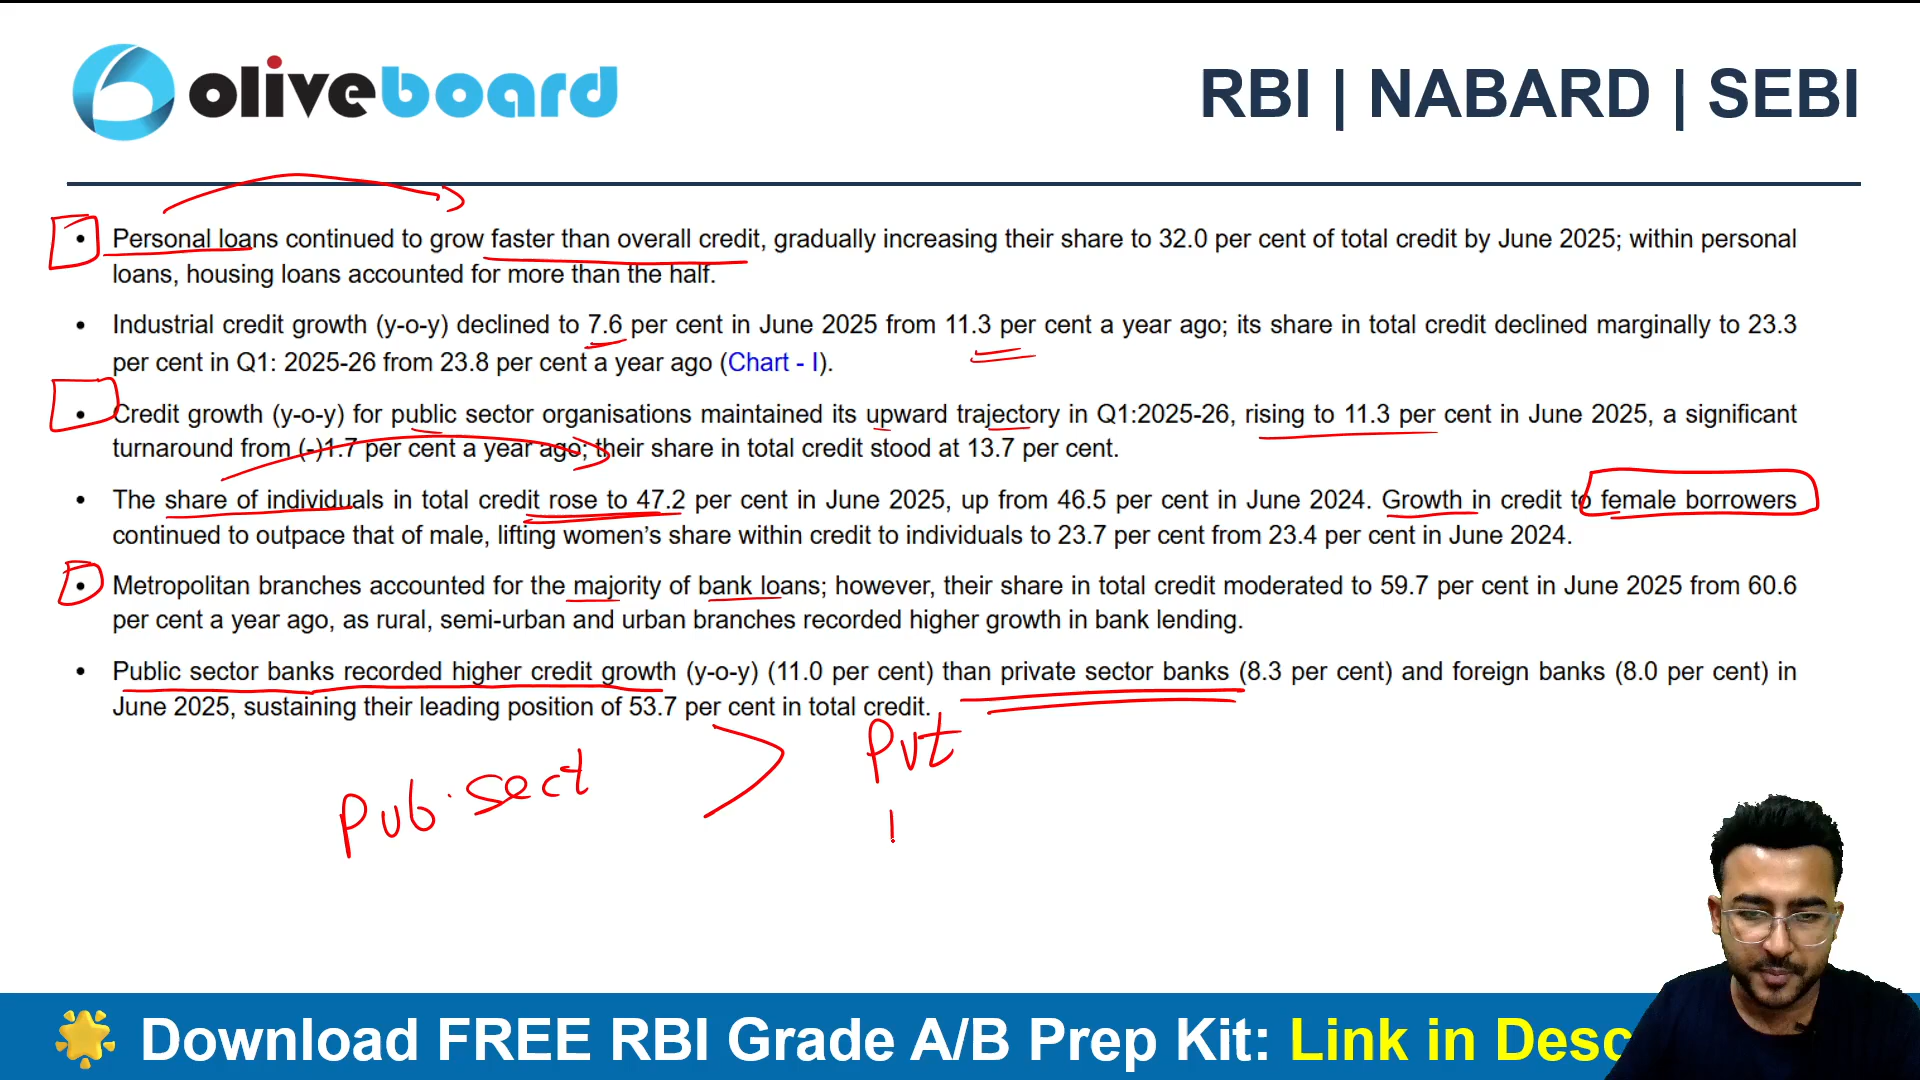 oliveboard
RBI | NABARD | SEBI
• Personal loans continued to grow faster than overall credit, gradually increasing their share to 32.0 per cent of total credit by June 2025; within personal
loans, housing loans accounted for more than the half.
• Industrial credit growth (y-o-y) declined to 7.6 per cent in June 2025 from 11.3 per cent a year ago; its share in total credit declined marginally to 23.3
per cent in Q1: 2025-26 from 23.8 per cent a year ago (Chart - I).
• Credit growth (y-o-y) for public sector organisations maintained its upward trajectory in Q1:2025-26, rising to 11.3 per cent in June 2025, a significant
turnaround from (-)1.7 per cent a year ago; their share in total credit stood at 13.7 per cent.
• The share of individuals in total credit rose to 47.2 per cent in June 2025, up from 46.5 per cent in June 2024. Growth in credit to female borrowers
continued to outpace that of male, lifting women’s share within credit to individuals to 23.7 per cent from 23.4 per cent in June 2024.
• Metropolitan branches accounted for the majority of bank loans; however, their share in total credit moderated to 59.7 per cent in June 2025 from 60.6
per cent a year ago, as rural, semi-urban and urban branches recorded higher growth in bank lending.
• Public sector banks recorded higher credit growth (y-o-y) (11.0 per cent) than private sector banks (8.3 per cent) and foreign banks (8.0 per cent) in
June 2025, sustaining their leading position of 53.7 per cent in total credit.
Pub. sect > Pvt
Download FREE RBI Grade A/B Prep Kit: Link in Desc